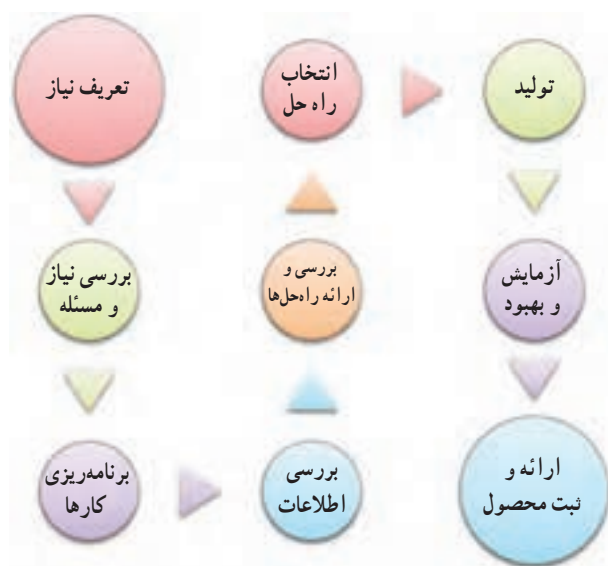 تعریف نیاز
بررسی نیاز
و مسئله
برنامه‌ریزی
کارها
بررسی
اطلاعات
بررسی و
ارائه راه‌حل‌ها
انتخاب
راه حل
تولید
آزمایش
و بهبود
ارائه و
ثبت محصول